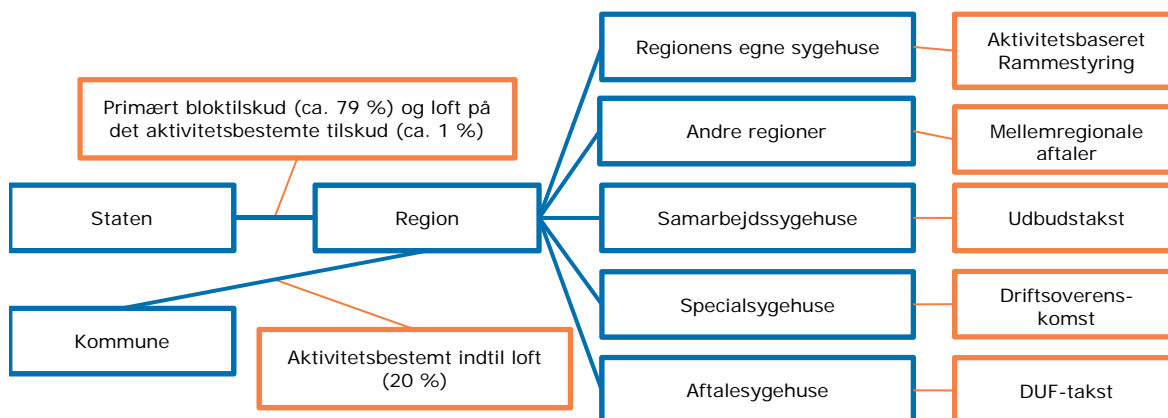 Regionens egne sygehuse
Aktivitetsbaseret
Rammestyring
Primært bloktilskud (ca. 79 %) og loft på
det aktivitetsbestemte tilskud (ca. 1 %)
Andre regioner
Mellemregionale
aftaler
Staten
Region
Samarbejdssygehuse
Udbudstakst
Kommune
Aktivitetsbestemt indtil loft
(20 %)
Specialsygehuse
Driftsoverens-
komst
Aftalesygehuse
DUF-takst